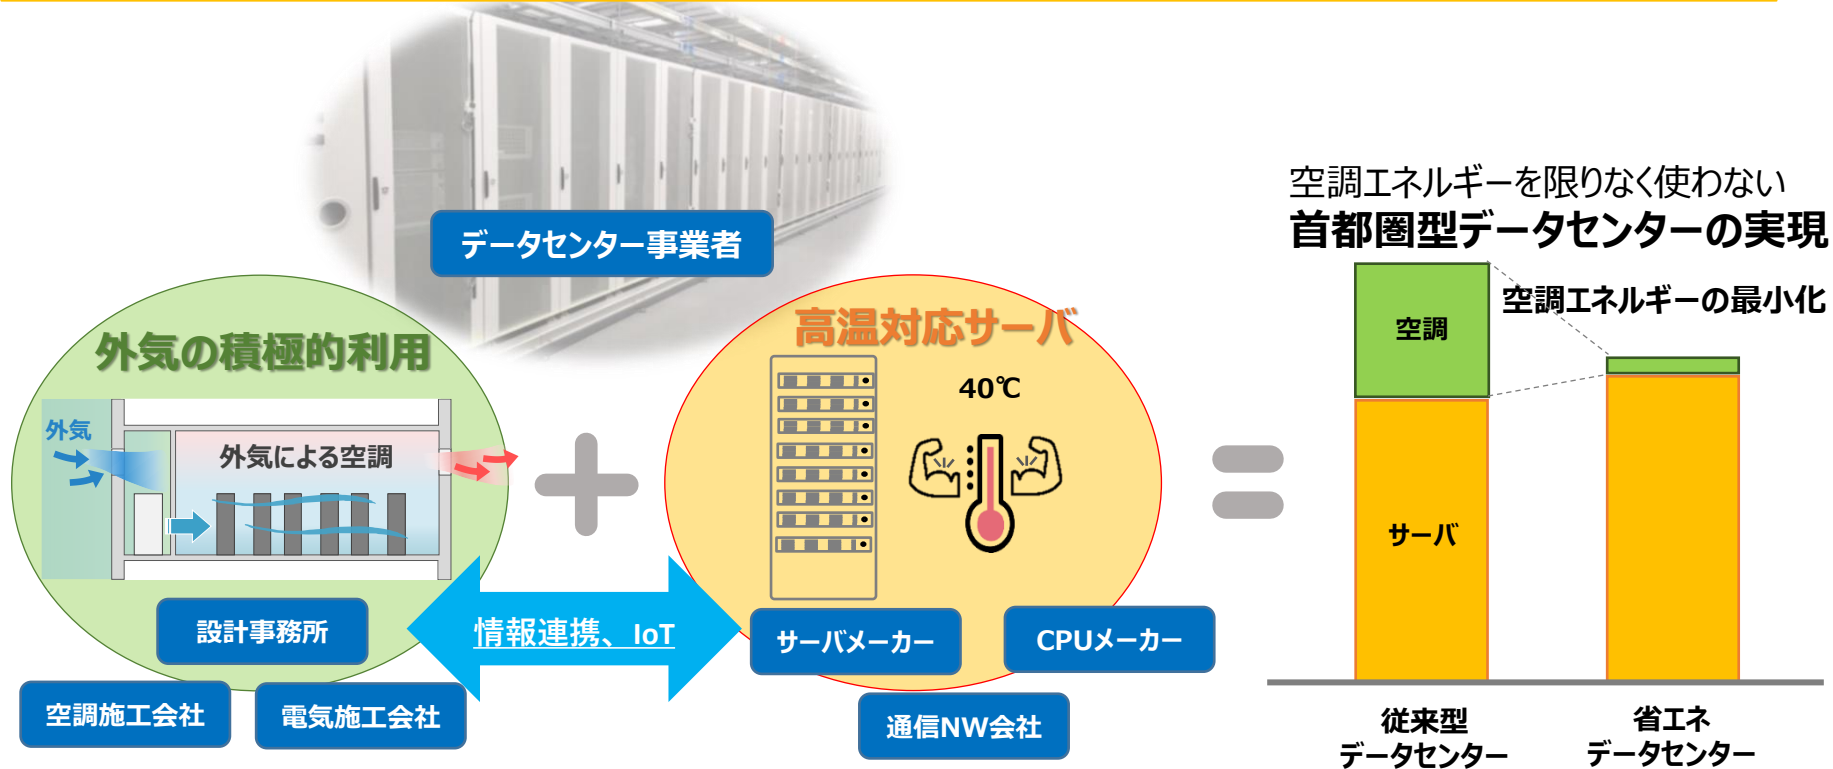 データセンター事業者
外気の積極的利用
外気
外気による空調
設計事務所
空調施工会社
電気施工会社
情報連携、IoT
高温対応サーバ
40℃
サーバメーカー
CPUメーカー
通信NW会社
空調エネルギーを限りなく使わない
首都圏型データセンターの実現
空調エネルギーの最小化
空調
サーバ
従来型
データセンター
省エネ
データセンター